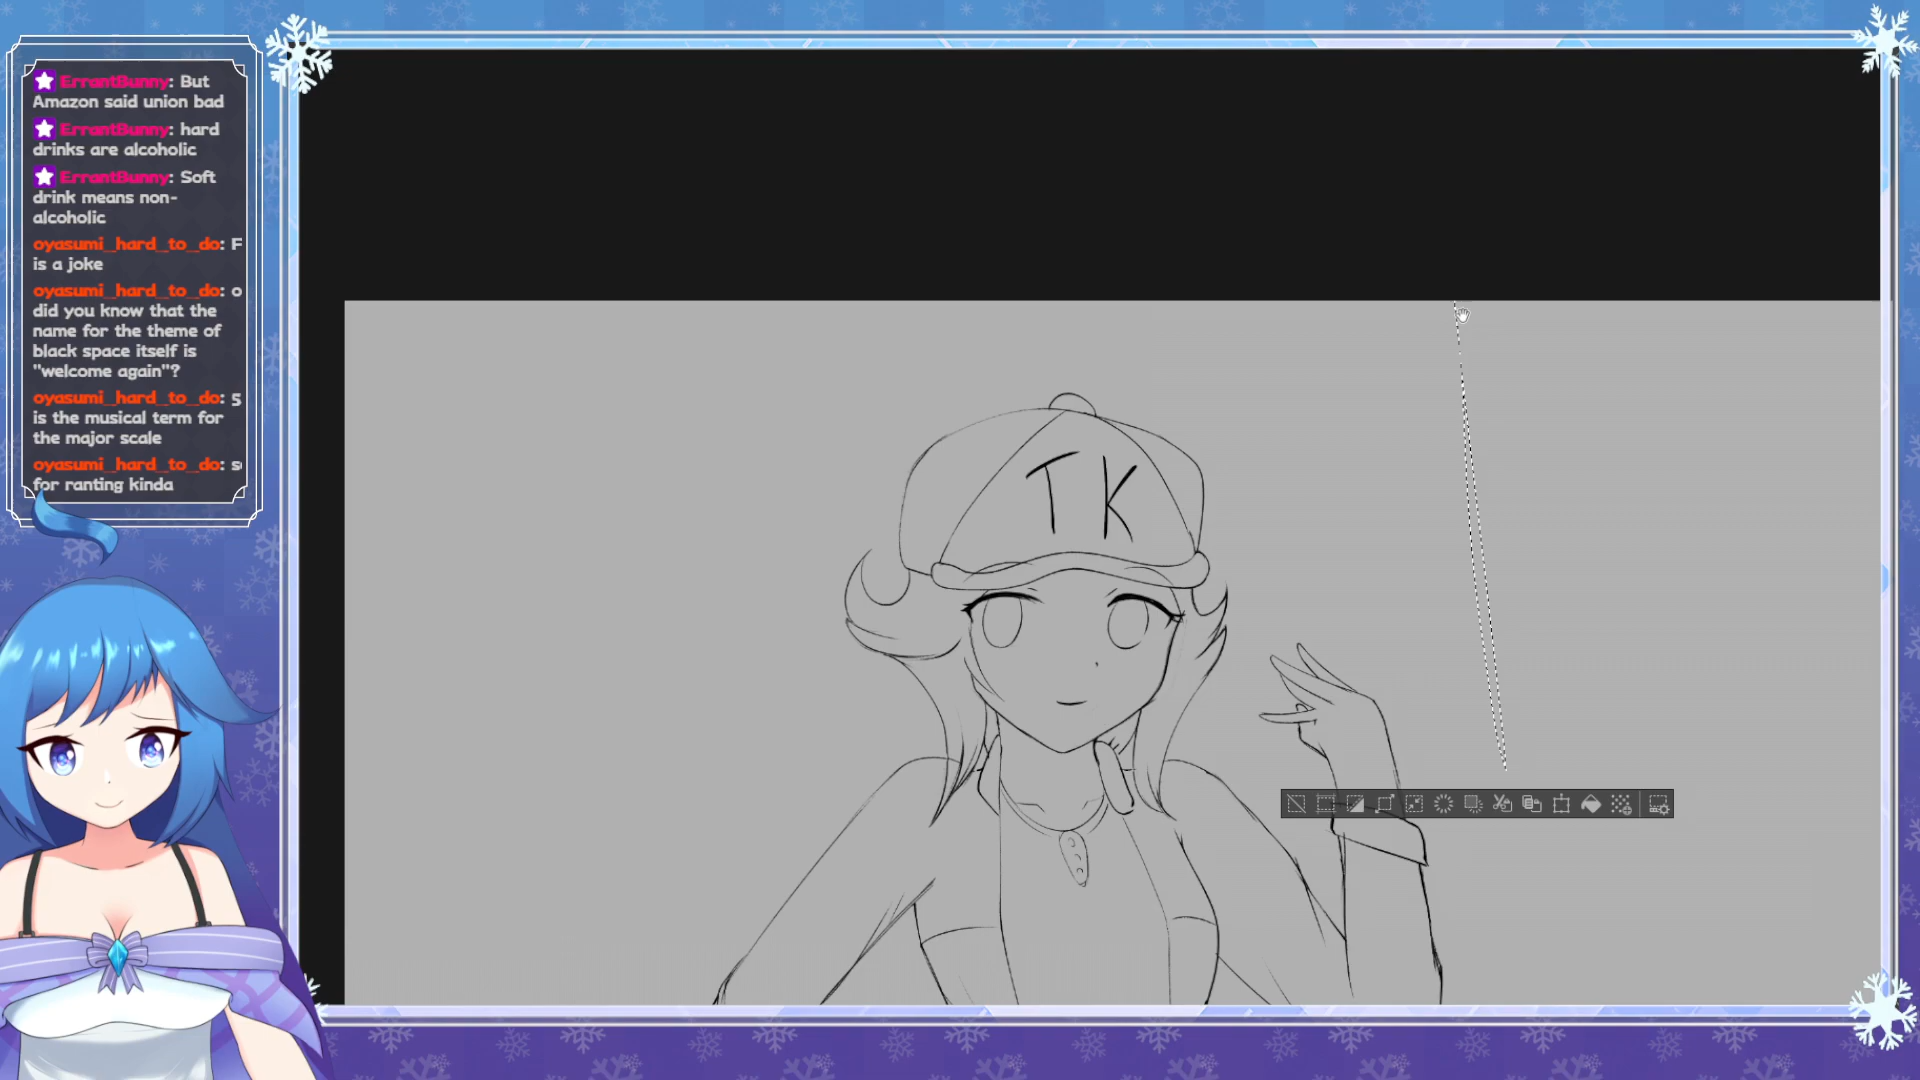 ErrantBunny: But
Amazon said union bad
ErrantBunny: hard
drinks are alcoholic
ErrantBunny: Soft
drink means non-
alcoholic
oyasumi_hard_to_do: F
is a joke
oyasumi_hard_to_do:
did you know that the
name for the theme of
black space itself is
"welcome again"?
oyasumi_hard_to_do:
is the musical term for
the major scale
oyasumi_hard_to_do:
for ranting kinda
TK